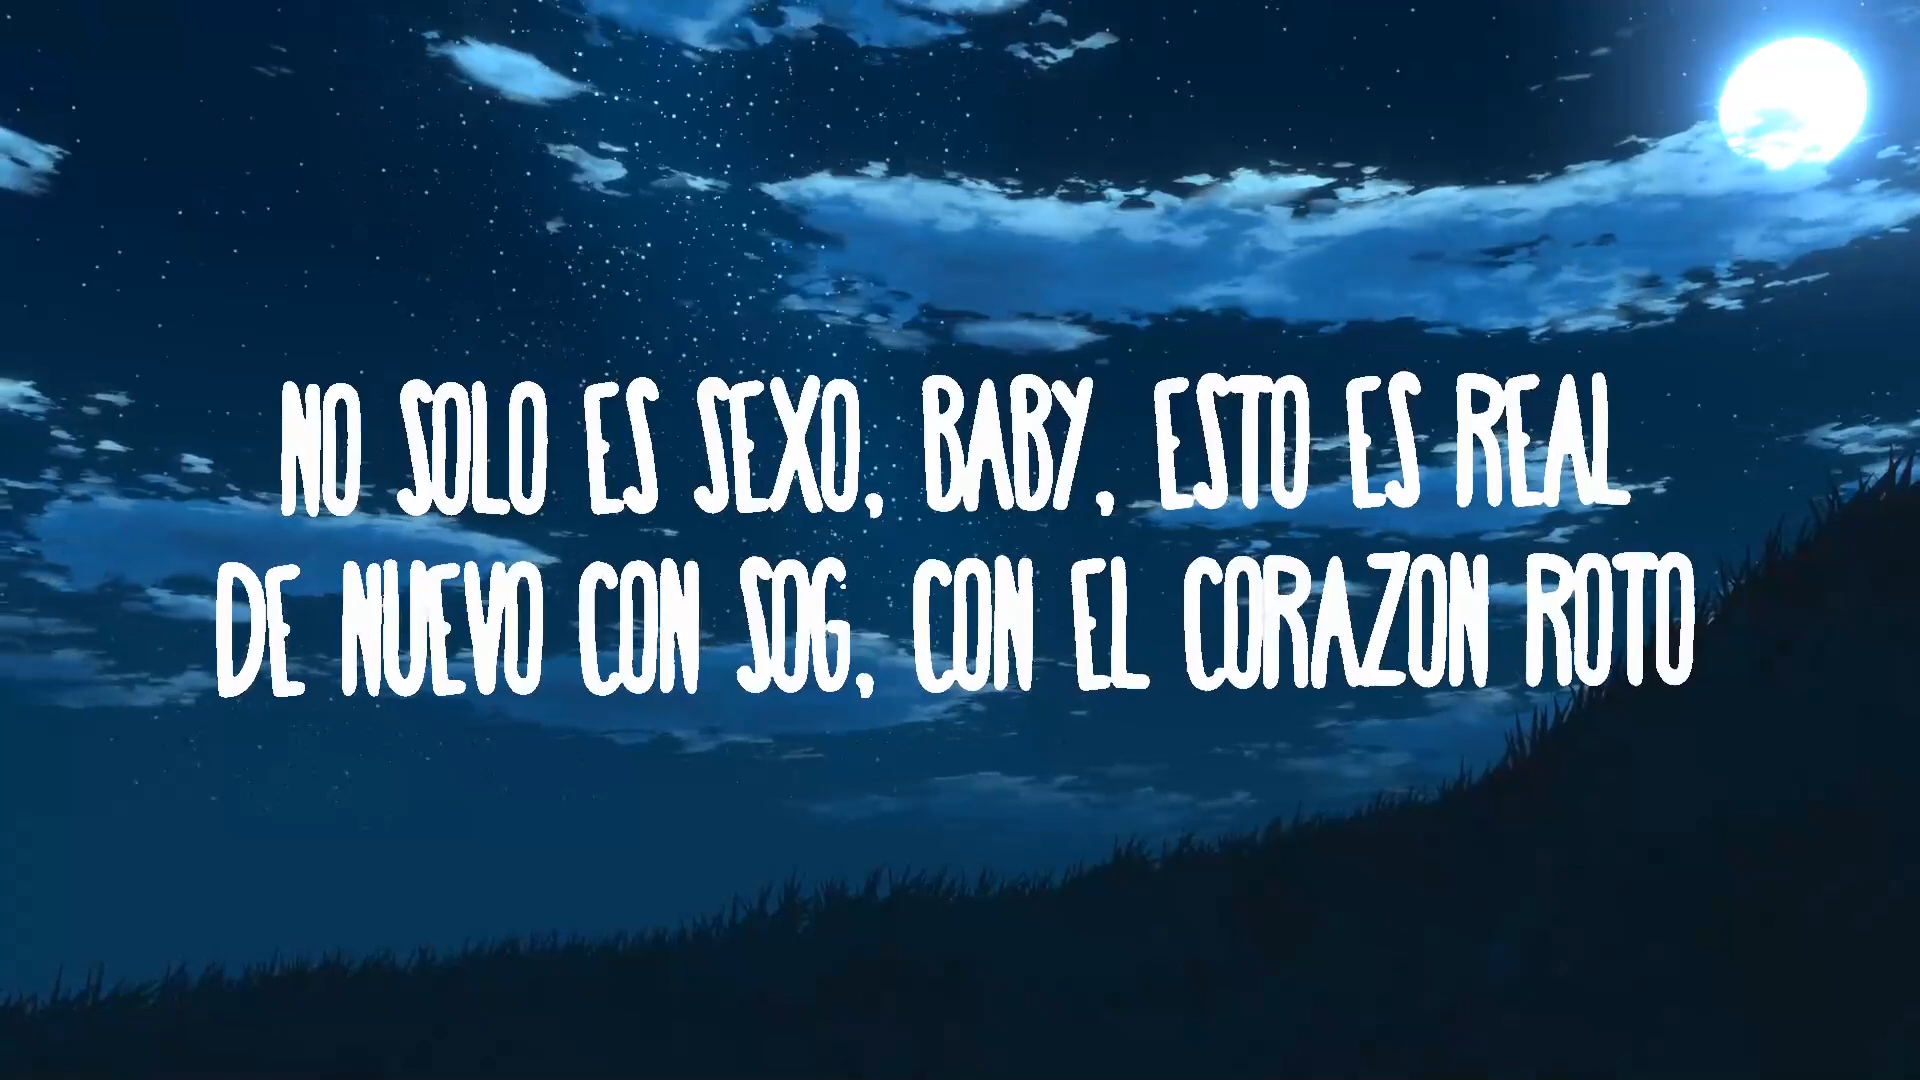 NO SOLO ES SEXO, BABY, ESTO ES REAL
DE NUEVO CON SOG, CON EL CORAZON ROTO